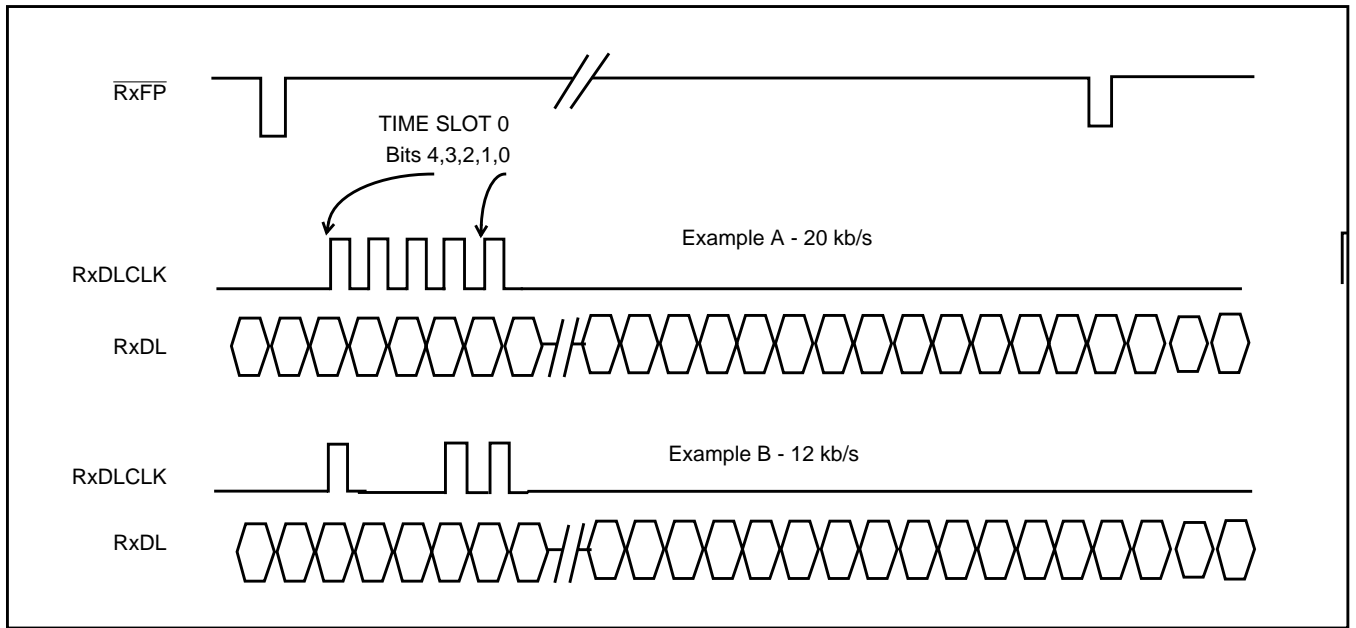 RxFP
TIME SLOT 0
Bits 4,3,2,1,0
Example A - 20 kb/s
RxDLCLK
RxDL
Example B - 12 kb/s
RxDLCLK
RxDL